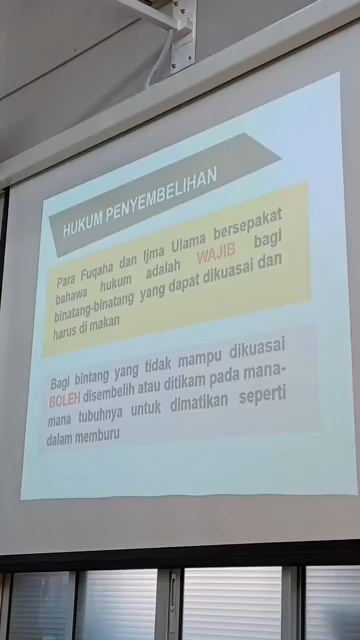 HUKUM PENYEMBELIHAN
Para Fuqaha dan Ijma Ulama bersepakat
bahawa hukum adalah WAJIB bagi
binatang-binatang yang dapat dikuasai dan
harus di makan
Bagi bintang yang tidak mampu dikuasai
BOLEH disembelih atau ditikam pada mana-
mana tubuhnya untuk dimatikan seperti
dalam memburu